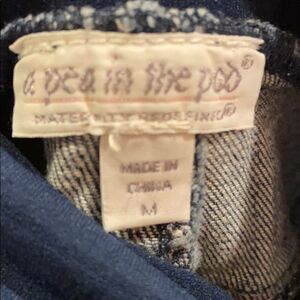 a pea in the pod®
MATERNITY REDEFINED®
MADE IN
CHINA
M